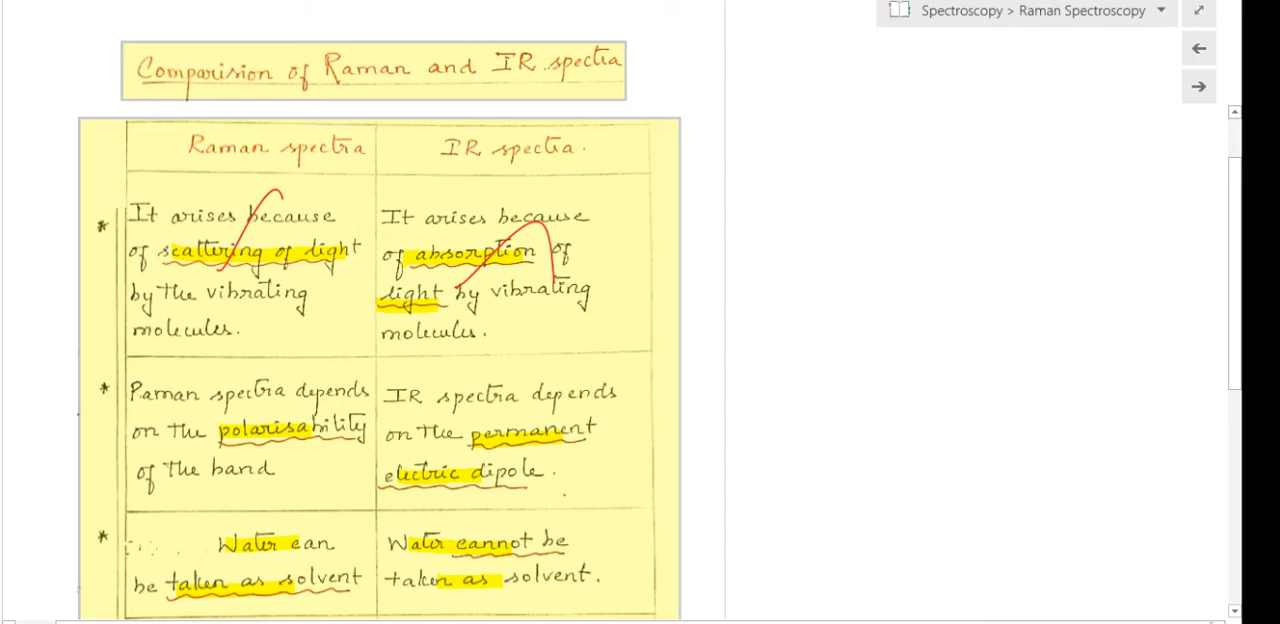 Spectroscopy > Raman Spectroscopy
Comparision of Raman and IR spectra
Raman spectra
IR spectra.
It arises because
of scattering of light
by the vibrating
molecules.
It arises because
of absorption of
light by vibrating
molecules.
Raman spectra depends
on the polarisability
of the band
IR spectra depends
on the permanent
electric dipole.
Water can
be taken as solvent
Water cannot be
taken as solvent.